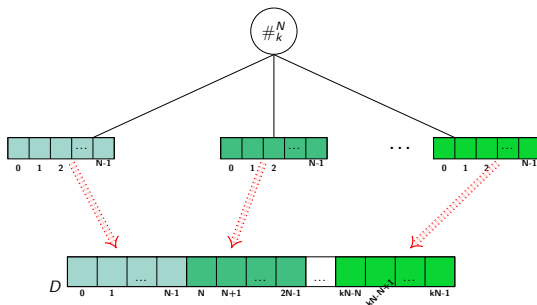 #_k^N
... ... ... ...
0 1 2 N-1 0 1 2 N-1 0 1 2 N-1
... ... ... ...
D
0 1 N-1 N N+1 2N-1 kN-N kN-N+1 kN-1